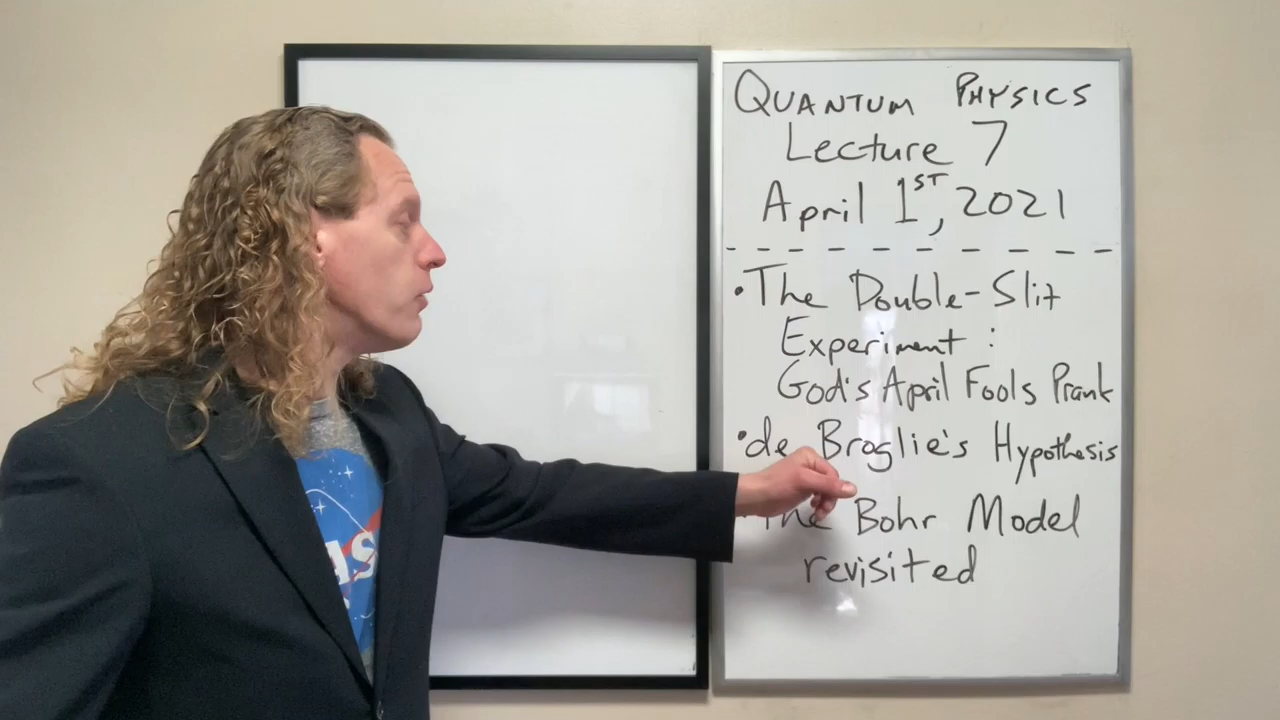 QUANTUM PHYSICS
Lecture 7
April 1ST, 2021
• The Double-Slit
Experiment :
God's April Fools Prank
• de Broglie's Hypothesis
• The Bohr Model
revisited